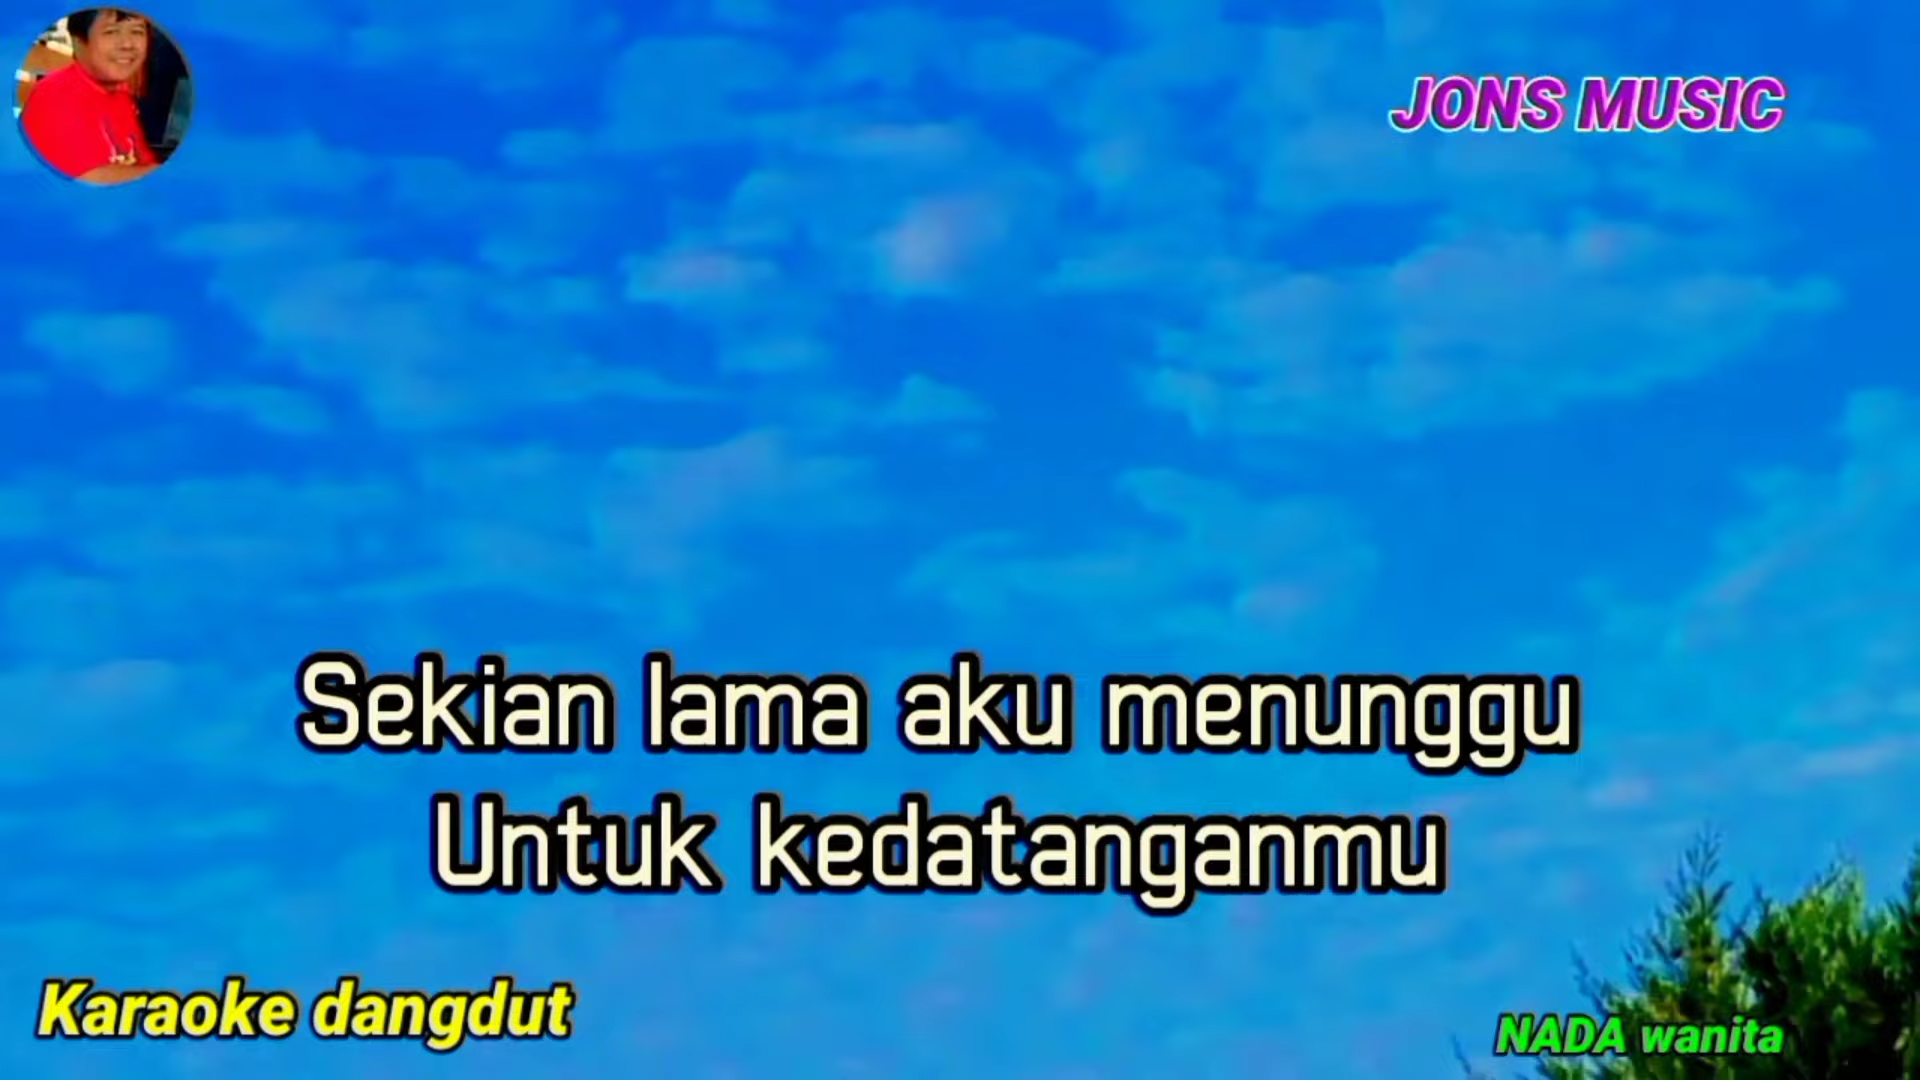 JONS MUSIC
Sekian lama aku menunggu
Untuk kedatanganmu
Karaoke dangdut
NADA wanita